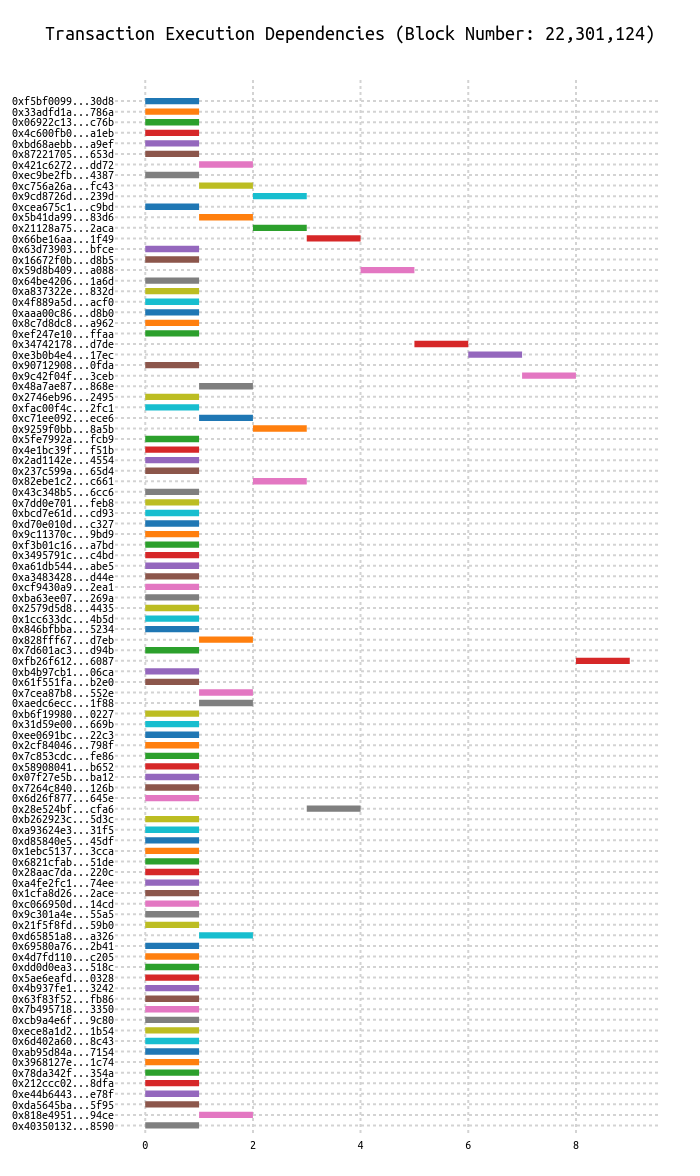 Transaction Execution Dependencies (Block Number: 22,301,124)
0xf5bf0099...30d8
0x33adfd1a...786a
0x06922c13...c76b
0x4c600fb0...a1eb
0xbd68aebb...a9ef
0x87221705...653d
0x421c6272...dd72
0xec9be2fb...4387
0xc756a26a...fc43
0x9cd8726d...239d
0xcea675c1...c9bd
0x5b41da99...83d6
0x21128a75...2aca
0x66be16aa...1f49
0x63d73903...bfce
0x16672f0b...d8b5
0x59d8b409...a088
0x64be4206...1a6d
0xa837322e...832d
0x4f889a5d...acf0
0xaaa00c86...d8b0
0x8c7d8dc8...a962
0xef247e10...ffaa
0x34742178...d7de
0xe3b0b4e4...17ec
0x90712908...0fda
0x9c42f04f...3ceb
0x48a7ae87...868e
0x2746eb96...2495
0xfac00f4c...2fc1
0xc71ee092...ece6
0x9259f0bb...8a5b
0x5fe7992a...fcb9
0x4e1bc39f...f51b
0x2ad1142e...4554
0x237c599a...65d4
0x82ebe1c2...c661
0x43c348b5...6cc6
0x7dd0e701...feb8
0xbcd7e61d...cd93
0xd70e010d...c327
0x9c11370c...9bd9
0xf3b01c16...a7bd
0x3495791c...c4bd
0xa61db544...abe5
0xa3483428...d44e
0xcf9430a9...2ea1
0xba63ee07...269a
0x2579d5d8...4435
0x1cc633dc...4b5d
0x846bfbba...5234
0x828fff67...d7eb
0x7d601ac3...d94b
0xfb26f612...6087
0xb4b97cb1...06ca
0x61f551fa...b2e0
0x7cea87b8...552e
0xaedc6ecc...1f88
0xb6f19980...0227
0x31d59e00...669b
0xee0691bc...22c3
0x2cf84046...798f
0x7c853cdc...fe86
0x58908041...b652
0x07f27e5b...ba12
0x7264c840...126b
0x6d26f877...645e
0x28e524bf...cfa6
0xb262923c...5d3c
0xa93624e3...31f5
0xd85840e5...45df
0x1ebc5137...3cca
0x6821cfab...51de
0x28aac7da...220c
0xa4fe2fc1...74ee
0x1cfa8d26...2ace
0xc066950d...14cd
0x9c301a4e...55a5
0x21f5f8fd...59b0
0xd65851a8...a326
0x69580a76...2b41
0x4d7fd110...c205
0xdd0d0ea3...518c
0x5ae6eafd...0328
0x4b937fe1...3242
0x63f83f52...fb86
0x7b495718...3350
0xcb9a4e6f...9c80
0xece8a1d2...1b54
0x6d402a60...8c43
0xab95d84a...7154
0x3968127e...1c74
0x78da342f...354a
0x212ccc02...8dfa
0xe44b6443...e78f
0xda5645ba...5f95
0x818e4951...94ce
0x40350132...8590
0 2 4 6 8